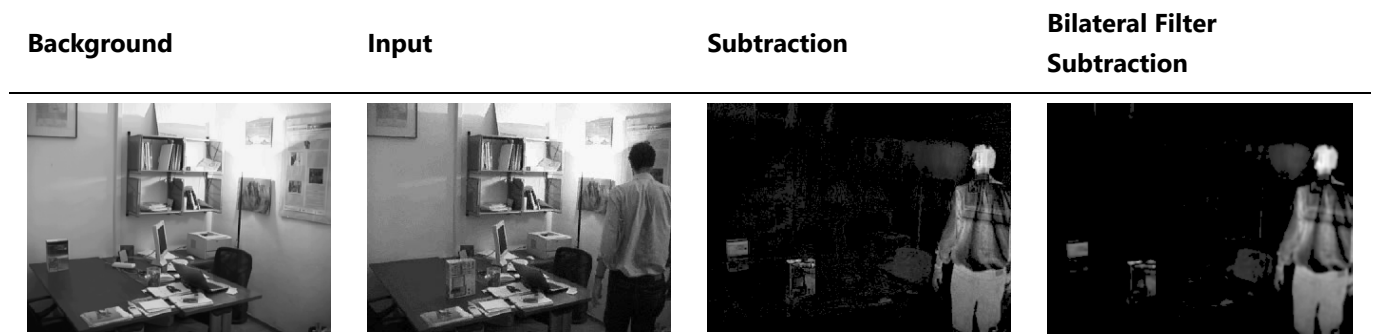 Background
Input
Subtraction
Bilateral Filter
Subtraction